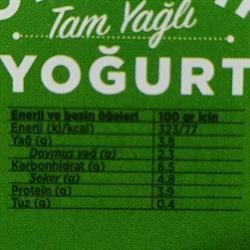 Tam Yağlı
YOĞURT
Enerji ve besin öğeleri 100 gr için
Enerji (kj/kcal) 323/77
Yağ (g) 3.8
Doymuş yağ (g) 2.3
Karbonhidrat (g) 6.5
Şeker (g) 4.8
Protein (g) 3.9
Tuz (g) 0.4